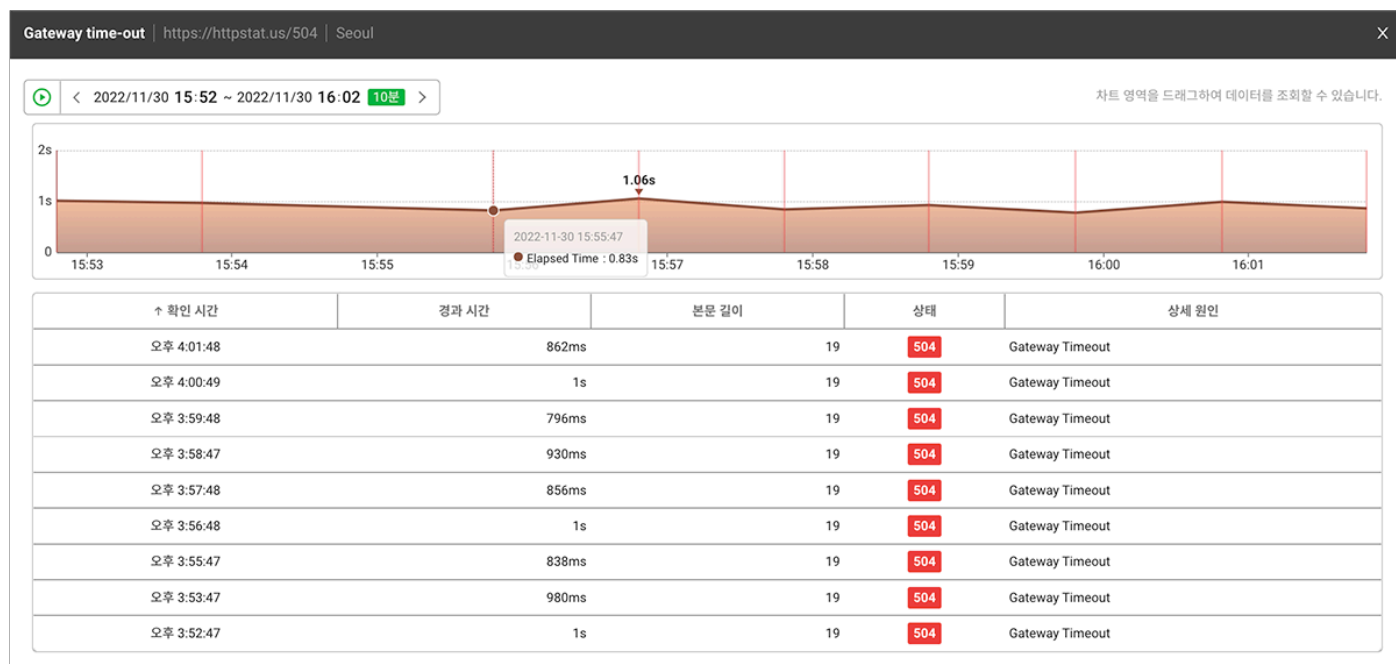 Gateway time-out | https://httpstat.us/504 | Seoul X
< 2022/11/30 15:52 ~ 2022/11/30 16:02 10분 >
차트 영역을 드래그하여 데이터를 조회할 수 있습니다.
2s
1.06s
1s
2022-11-30 15:55:47
Elapsed Time : 0.83s
0
15:53 15:54 15:55 15:56 15:57 15:58 15:59 16:00 16:01
↑ 확인 시간 경과 시간 본문 길이 상태 상세 원인
오후 4:01:48 862ms 19 504 Gateway Timeout
오후 4:00:49 1s 19 504 Gateway Timeout
오후 3:59:48 796ms 19 504 Gateway Timeout
오후 3:58:47 930ms 19 504 Gateway Timeout
오후 3:57:48 856ms 19 504 Gateway Timeout
오후 3:56:48 1s 19 504 Gateway Timeout
오후 3:55:47 838ms 19 504 Gateway Timeout
오후 3:53:47 980ms 19 504 Gateway Timeout
오후 3:52:47 1s 19 504 Gateway Timeout